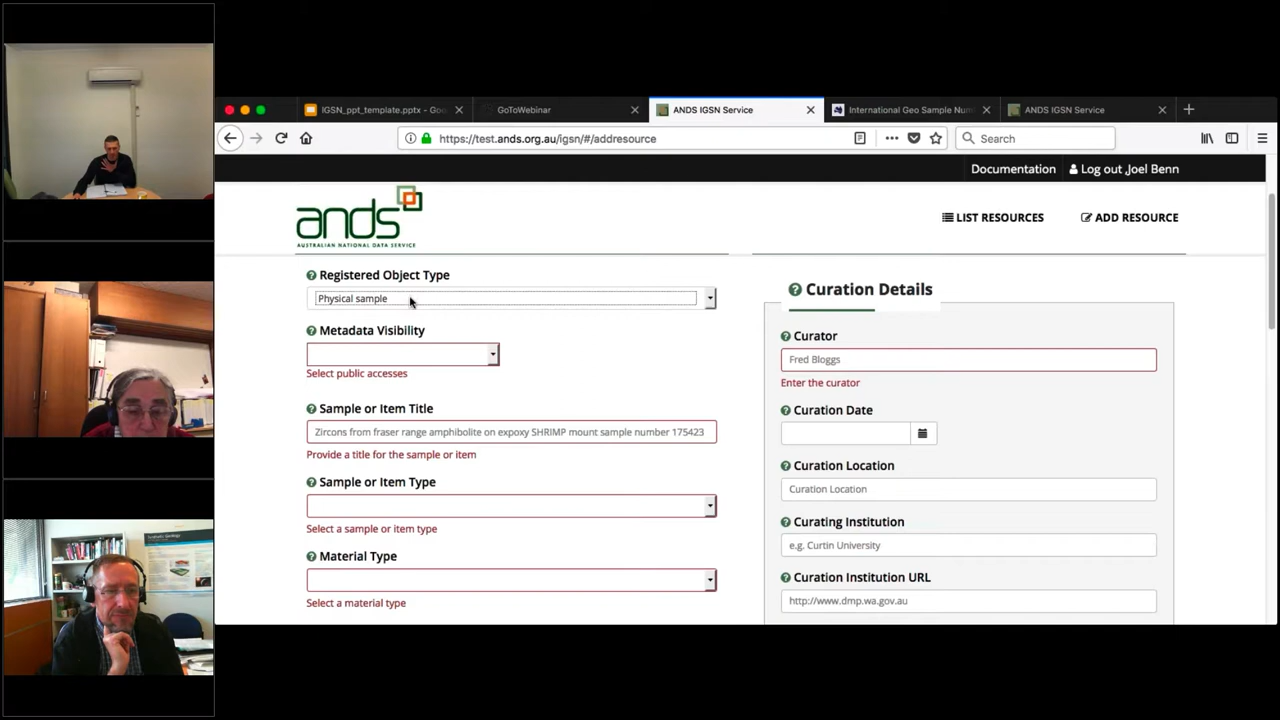 IGSN_ppt_template.pptx - Goo
GoToWebinar
ANDS IGSN Service
International Geo Sample Num
ANDS IGSN Service
https://test.ands.org.au/igsn/#/addresource
Search
Documentation
Log out ,Joel Benn
ands
AUSTRALIAN NATIONAL DATA SERVICE
LIST RESOURCES
ADD RESOURCE
Registered Object Type
Physical sample
Metadata Visibility
Select public accesses
Sample or Item Title
Zircons from fraser range amphibolite on expoxy SHRIMP mount sample number 175423
Provide a title for the sample or item
Sample or Item Type
Select a sample or item type
Material Type
Select a material type
Curation Details
Curator
Fred Bloggs
Enter the curator
Curation Date
Curation Location
Curation Location
Curating Institution
e.g. Curtin University
Curation Institution URL
http://www.dmp.wa.gov.au